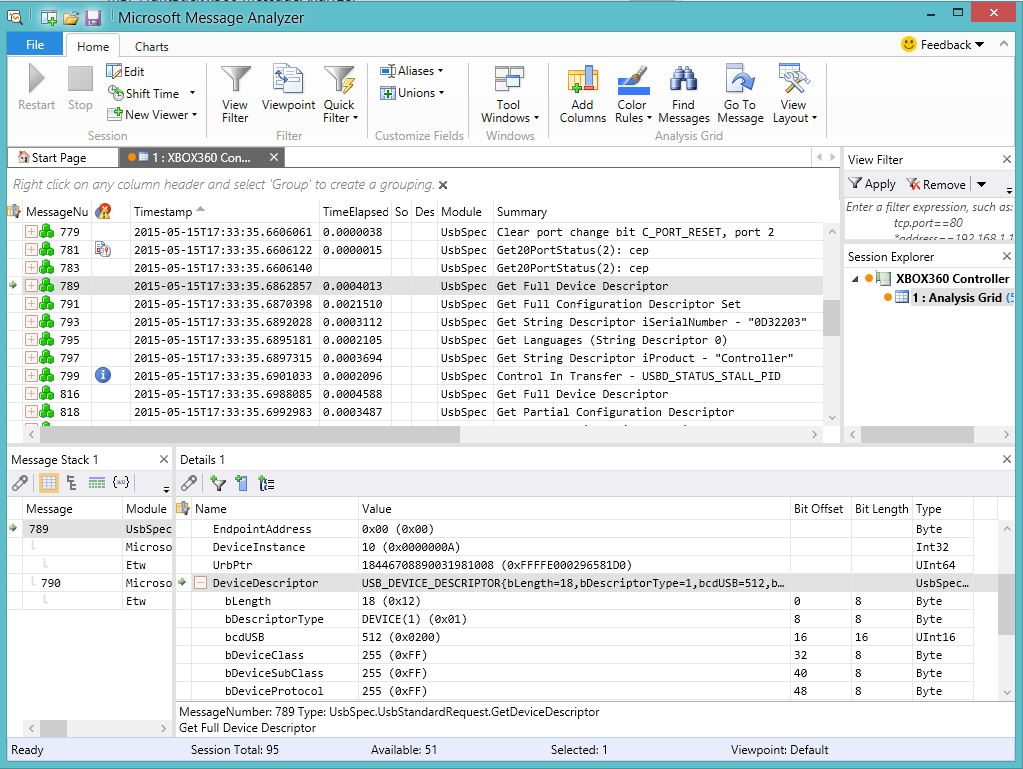 Microsoft Message Analyzer
File Home Charts Feedback
Restart Stop Edit Shift Time New Viewer Session
View Filter Viewpoint Quick Filter Filter
Aliases Unions Customize Fields
Tool Windows Windows
Add Columns Color Rules Find Messages Go To Message View Layout Analysis Grid
Start Page 1 : XBOX360 Con...
Right click on any column header and select 'Group' to create a grouping.
MessageNu Timestamp TimeElapsed So Des Module Summary
779 2015-05-15T17:33:35.6606061 0.0000038 UsbSpec Clear port change bit C_PORT_RESET, port 2
781 2015-05-15T17:33:35.6606122 0.0000015 UsbSpec Get20PortStatus(2): cep
783 2015-05-15T17:33:35.6606140 UsbSpec Get20PortStatus(2): cep
789 2015-05-15T17:33:35.6862857 0.0004013 UsbSpec Get Full Device Descriptor
791 2015-05-15T17:33:35.6870398 0.0021510 UsbSpec Get Full Configuration Descriptor Set
793 2015-05-15T17:33:35.6892028 0.0003112 UsbSpec Get String Descriptor iSerialNumber - "0D32203"
795 2015-05-15T17:33:35.6895181 0.0002105 UsbSpec Get Languages (String Descriptor 0)
797 2015-05-15T17:33:35.6897315 0.0003694 UsbSpec Get String Descriptor iProduct - "Controller"
799 2015-05-15T17:33:35.6901033 0.0002096 UsbSpec Control In Transfer - USBD_STATUS_STALL_PID
816 2015-05-15T17:33:35.6988085 0.0004588 UsbSpec Get Full Device Descriptor
818 2015-05-15T17:33:35.6992983 0.0003487 UsbSpec Get Partial Configuration Descriptor
View Filter
Apply Remove
Enter a filter expression, such as:
tcp.port==80
*address==192.168.1.1
Session Explorer
XBOX360 Controller
1 : Analysis Grid
Message Stack 1
Message Module
789 UsbSpec
Microso
Etw
790 Microso
Etw
Details 1
Name Value Bit Offset Bit Length Type
EndpointAddress 0x00 (0x00) Byte
DeviceInstance 10 (0x0000000A) Int32
UrbPtr 18446708890031981008 (0xFFFFE000296581D0) UInt64
DeviceDescriptor USB_DEVICE_DESCRIPTOR{bLength=18,bDescriptorType=1,bcdUSB=512,b... UsbSpec...
bLength 18 (0x12) 0 8 Byte
bDescriptorType DEVICE(1) (0x01) 8 8 Byte
bcdUSB 512 (0x0200) 16 16 UInt16
bDeviceClass 255 (0xFF) 32 8 Byte
bDeviceSubClass 255 (0xFF) 40 8 Byte
bDeviceProtocol 255 (0xFF) 48 8 Byte
MessageNumber: 789 Type: UsbSpec.UsbStandardRequest.GetDeviceDescriptor
Get Full Device Descriptor
Ready Session Total: 95 Available: 51 Selected: 1 Viewpoint: Default